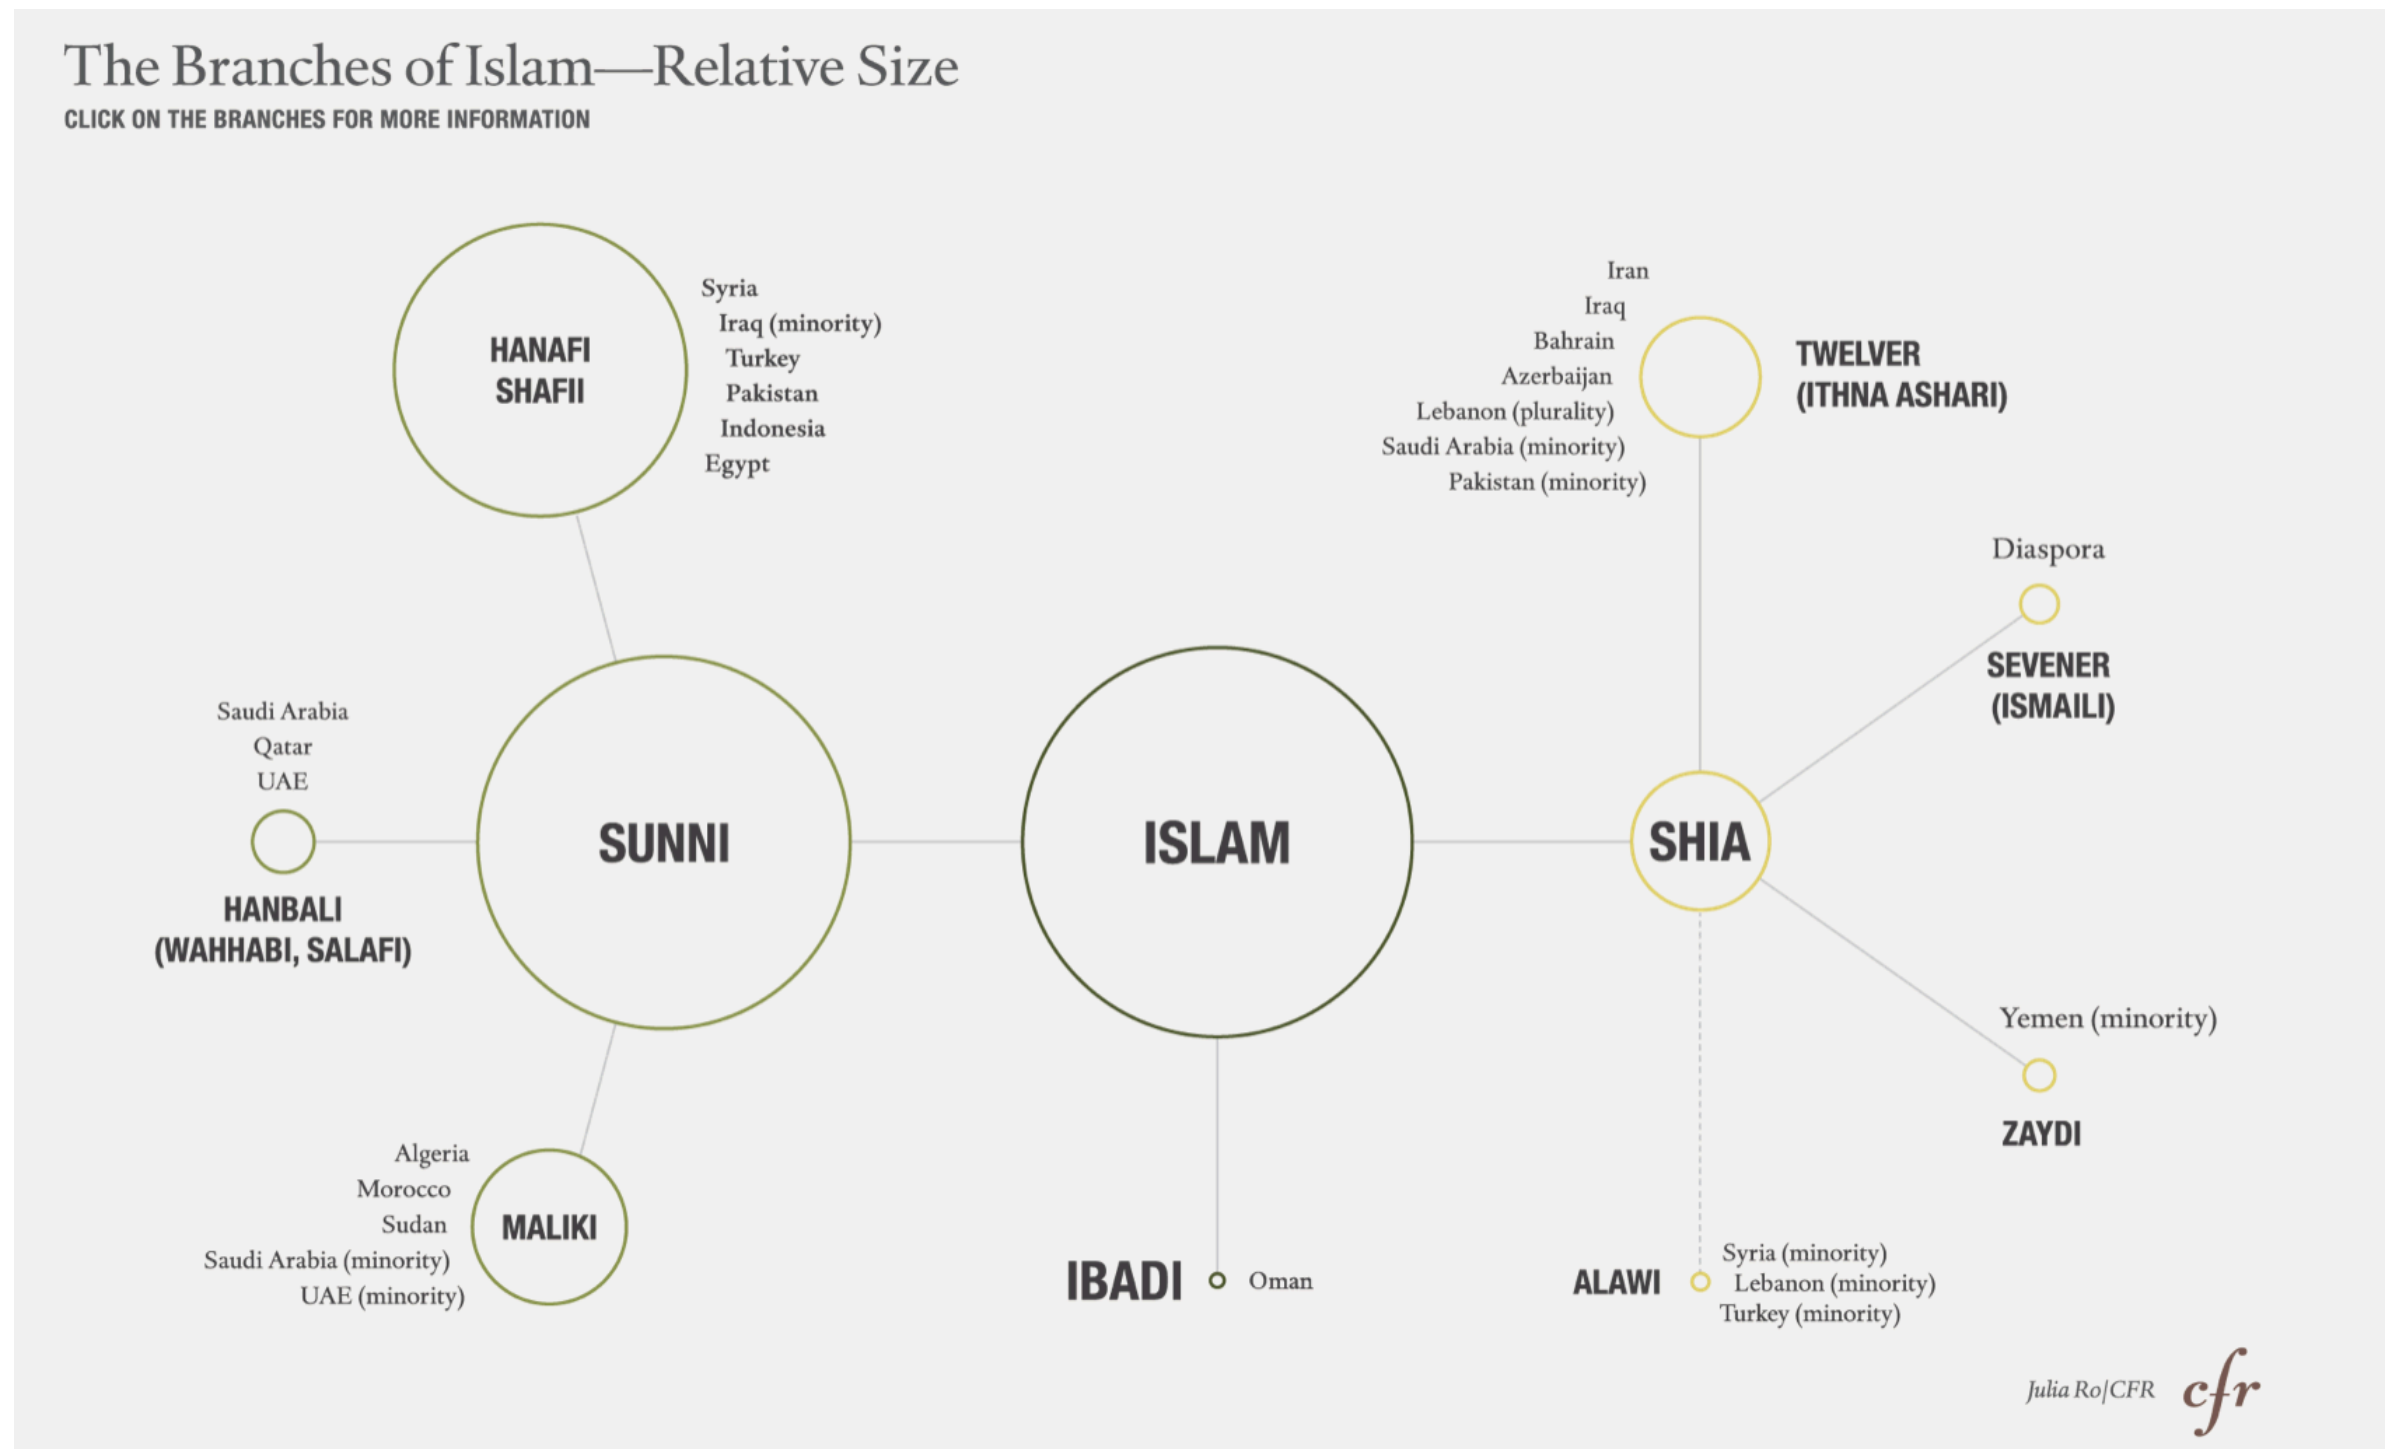 The Branches of Islam—Relative Size
CLICK ON THE BRANCHES FOR MORE INFORMATION
HANAFI
SHAFII
Syria
Iraq (minority)
Turkey
Pakistan
Indonesia
Egypt
Iran
Iraq
Bahrain
Azerbaijan
Lebanon (plurality)
Saudi Arabia (minority)
Pakistan (minority)
TWELVER
(ITHNA ASHARI)
Diaspora
SEVENER
(ISMAILI)
Saudi Arabia
Qatar
UAE
HANBALI
(WAHHABI, SALAFI)
SUNNI
ISLAM
SHIA
Yemen (minority)
ZAYDI
Algeria
Morocco
Sudan
Saudi Arabia (minority)
UAE (minority)
MALIKI
IBADI
Oman
ALAWI
Syria (minority)
Lebanon (minority)
Turkey (minority)
Julia Ro/CFR
cfr